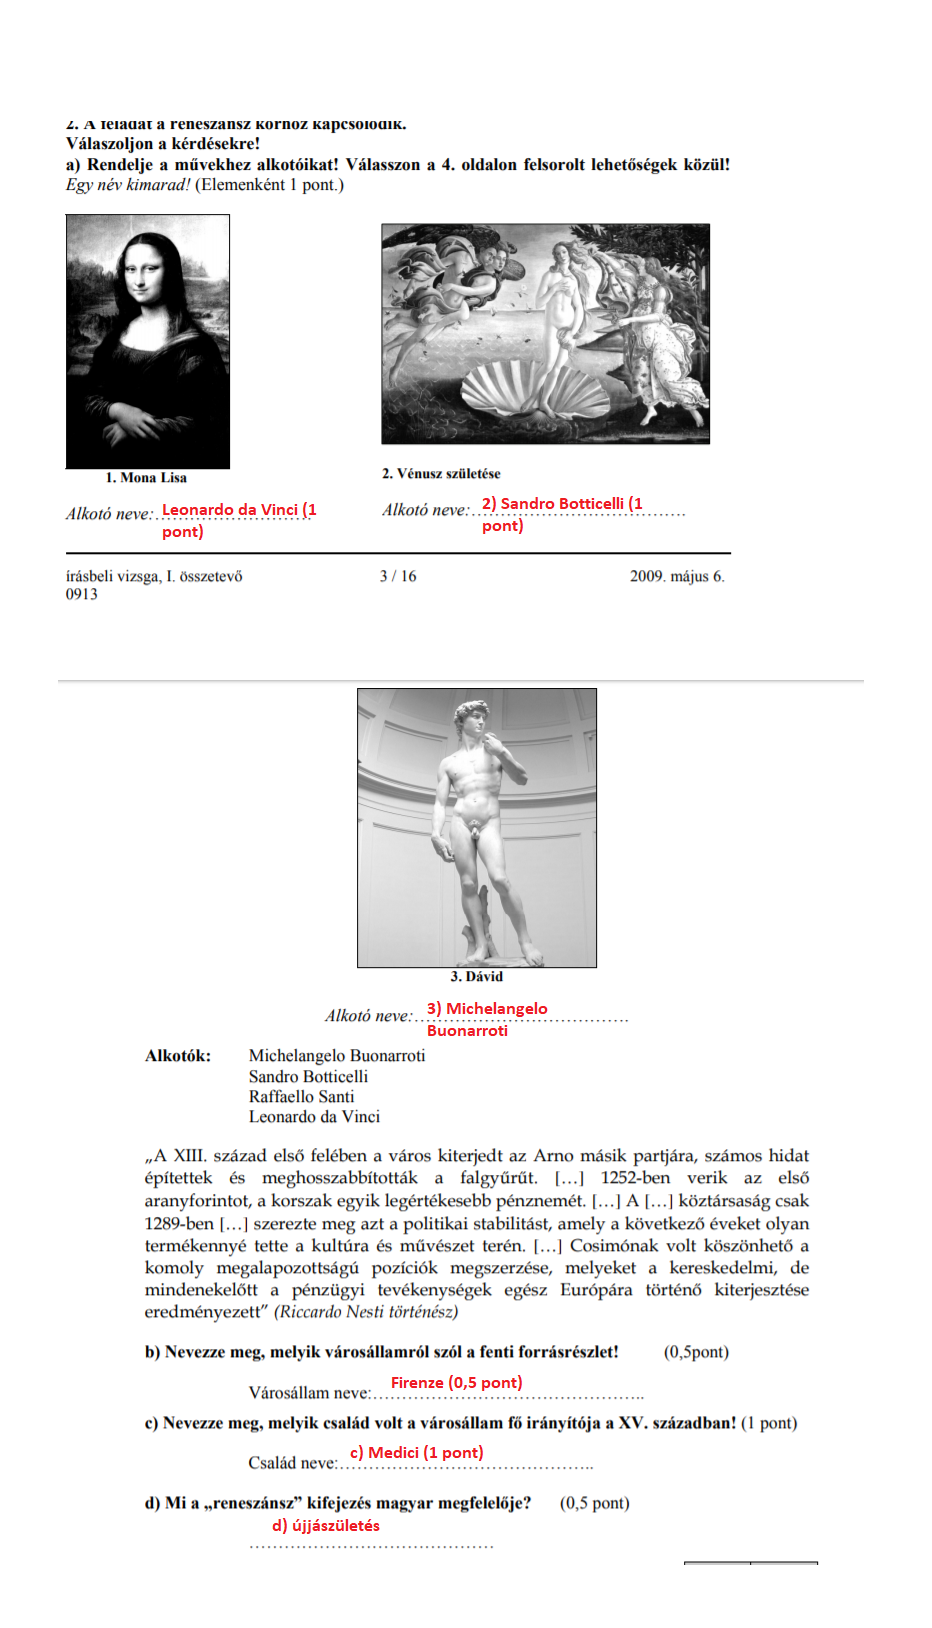 2. A feladat a reneszánsz korhoz kapcsolódik.
Válaszoljon a kérdésekre!
a) Rendelje a művekhez alkotóikat! Válasszon a 4. oldalon felsorolt lehetőségek közül!
Egy név kimarad! (Elemenként 1 pont.)
1. Mona Lisa
2. Vénusz születése
Alkotó neve:……………………… Leonardo da Vinci (1
pont)
Alkotó neve:………………………………. 2) Sandro Botticelli (1
pont)
írásbeli vizsga, I. összetevő 3 / 16 2009. május 6.
0913
3. Dávid
Alkotó neve:………………………………. 3) Michelangelo
Buonarroti
Alkotók: Michelangelo Buonarroti
Sandro Botticelli
Raffaello Santi
Leonardo da Vinci
„A XIII. század első felében a város kiterjedt az Arno másik partjára, számos hidat
építettek és meghosszabbították a falgyűrűt. […] 1252-ben verik az első
aranyforintot, a korszak egyik legértékesebb pénznemét. […] A […] köztársaság csak
1289-ben […] szerezte meg azt a politikai stabilitást, amely a következő éveket olyan
termékennyé tette a kultúra és művészet terén. […] Cosimónak volt köszönhető a
komoly megalapozottságú pozíciók megszerzése, melyeket a kereskedelmi, de
mindenekelőtt a pénzügyi tevékenységek egész Európára történő kiterjesztése
eredményezett” (Riccardo Nesti történész)
b) Nevezze meg, melyik városállamról szól a fenti forrásrészlet! (0,5pont)
Városállam neve:……………………………………….. Firenze (0,5 pont)
c) Nevezze meg, melyik család volt a városállam fő irányítója a XV. században! (1 pont)
Család neve:…………………………………….. c) Medici (1 pont)
d) Mi a „reneszánsz” kifejezés magyar megfelelője? (0,5 pont)
d) újjászületés
……………………………………